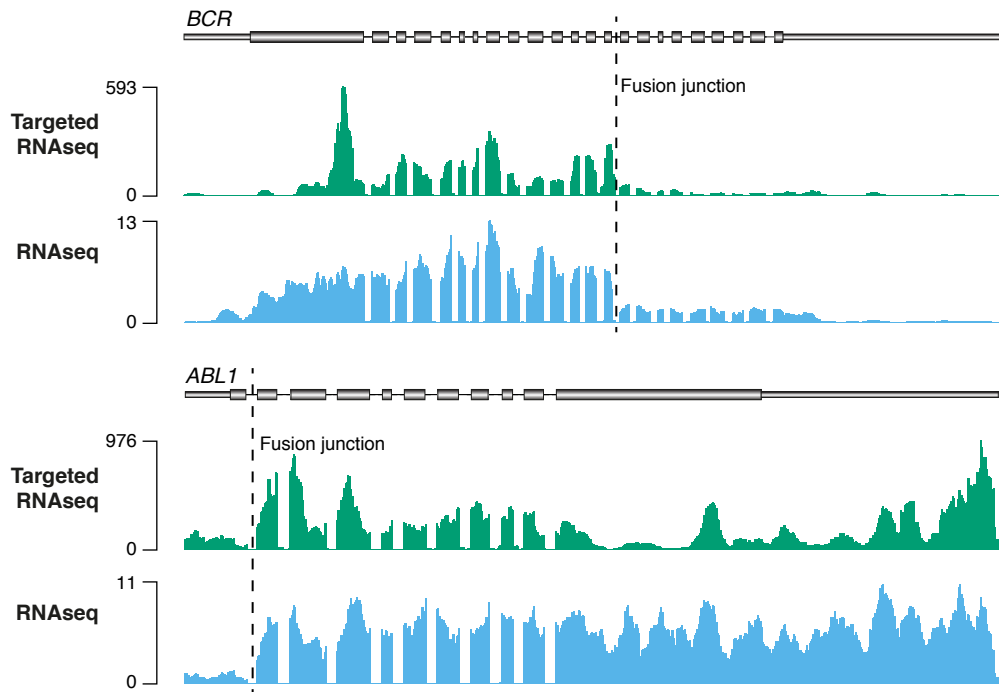 BCR
593
Fusion junction
Targeted
RNAseq
0
13
RNAseq
0
ABL1
976
Fusion junction
Targeted
RNAseq
0
11
RNAseq
0